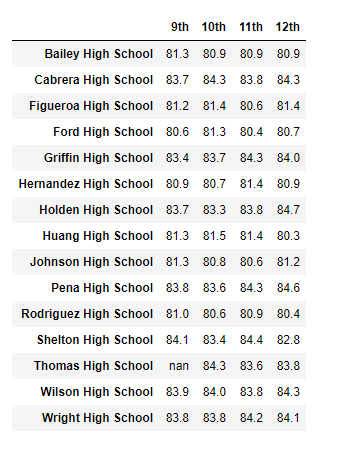 9th 10th 11th 12th
Bailey High School 81.3 80.9 80.9 80.9
Cabrera High School 83.7 84.3 83.8 84.3
Figueroa High School 81.2 81.4 80.6 81.4
Ford High School 80.6 81.3 80.4 80.7
Griffin High School 83.4 83.7 84.3 84.0
Hernandez High School 80.9 80.7 81.4 80.9
Holden High School 83.7 83.3 83.8 84.7
Huang High School 81.3 81.5 81.4 80.3
Johnson High School 81.3 80.8 80.6 81.2
Pena High School 83.8 83.6 84.3 84.6
Rodriguez High School 81.0 80.6 80.9 80.4
Shelton High School 84.1 83.4 84.4 82.8
Thomas High School nan 84.3 83.6 83.8
Wilson High School 83.9 84.0 83.8 84.3
Wright High School 83.8 83.8 84.2 84.1